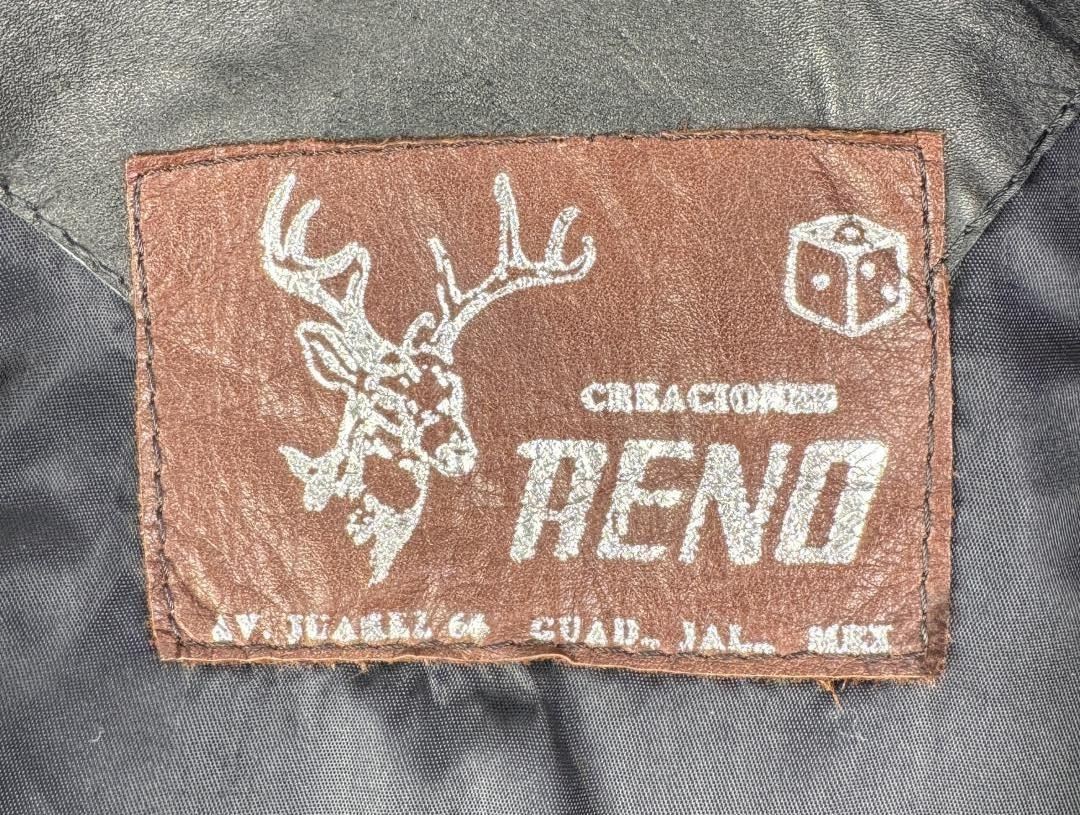 CREACIONES
RENO
AV. JUAREZ 64 GUAD., JAL., MEX